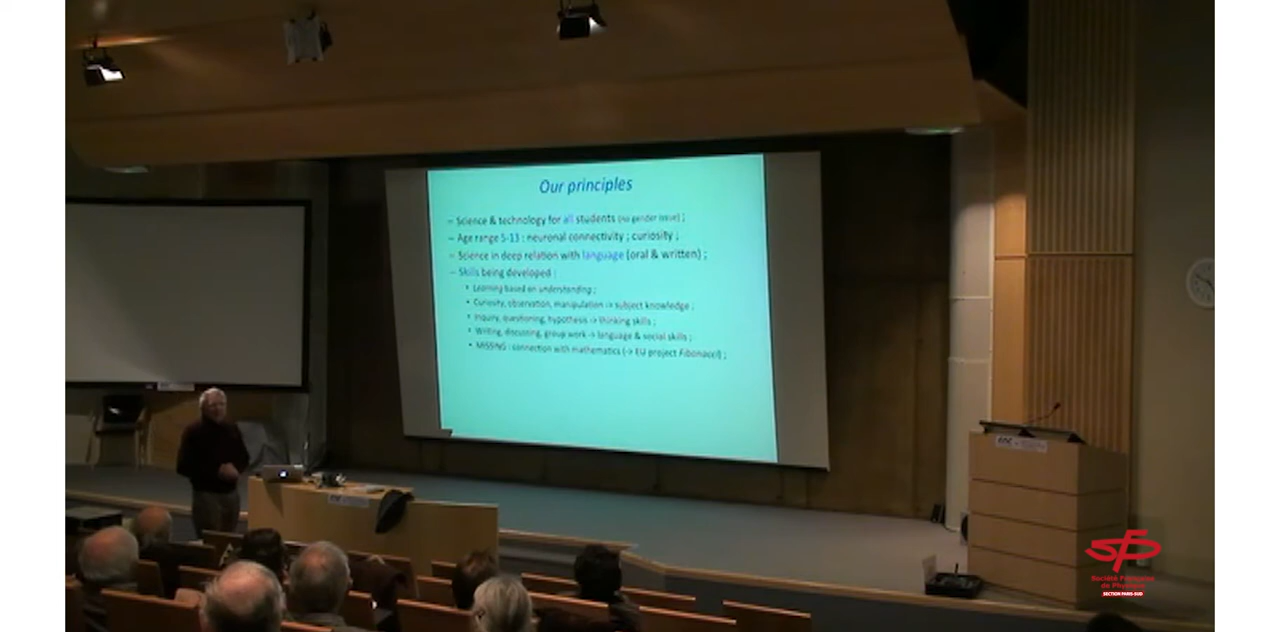 Our principles
– Science & technology for all students (no gender issue) ;
– Age range 5-13 : neuronal connectivity ; curiosity ;
– Science in deep relation with language (oral & written) ;
– Skills being developed :
• Learning based on understanding ;
• Curiosity, observation, manipulation -> subject knowledge ;
• Inquiry, questioning, hypothesis -> thinking skills ;
• Writing, discussing, group work -> language & social skills ;
• MISSING : connection with mathematics (-> EU project Fibonacci) ;
SFP
Société Française
de Physique
SECTION PARIS-SUD